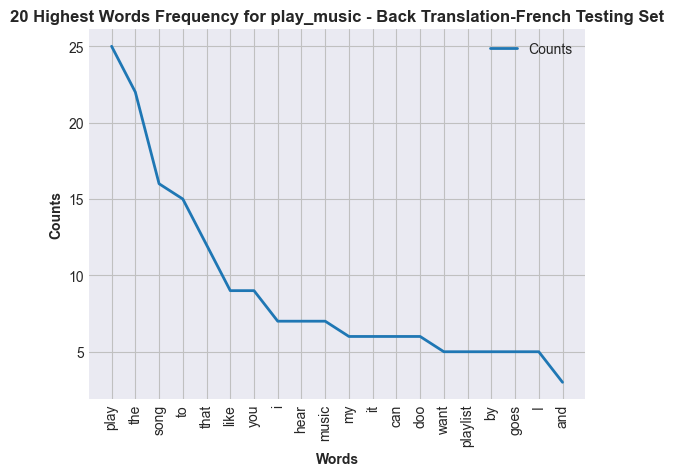 20 Highest Words Frequency for play_music - Back Translation-French Testing Set
Counts
25
20
15
10
5
Counts
play
the
song
to
that
like
you
i
hear
music
my
it
can
doo
want
playlist
by
goes
I
and
Words